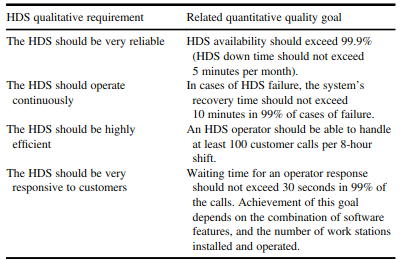 HDS qualitative requirement Related quantitative quality goal
The HDS should be very reliable HDS availability should exceed 99.9%
(HDS down time should not exceed
5 minutes per month).
The HDS should operate In cases of HDS failure, the system's
continuously recovery time should not exceed
10 minutes in 99% of cases of failure.
The HDS should be highly An HDS operator should be able to handle
efficient at least 100 customer calls per 8-hour
shift.
The HDS should be very Waiting time for an operator response
responsive to customers should not exceed 30 seconds in 99% of
the calls. Achievement of this goal
depends on the combination of software
features, and the number of work stations
installed and operated.